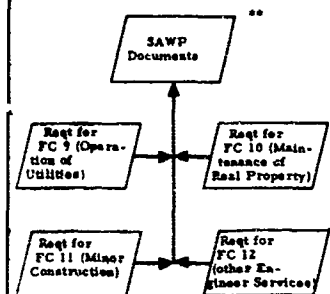 **
SAWP
Documents
Reqt for
FC 9 (Opera-
tion of
Utilities)
Reqt for
FC 10 (Main-
tenance of
Real Property)
Reqt for
FC 11 (Minor
Construction)
Reqt for
FC 12
(other En-
gineer Services)